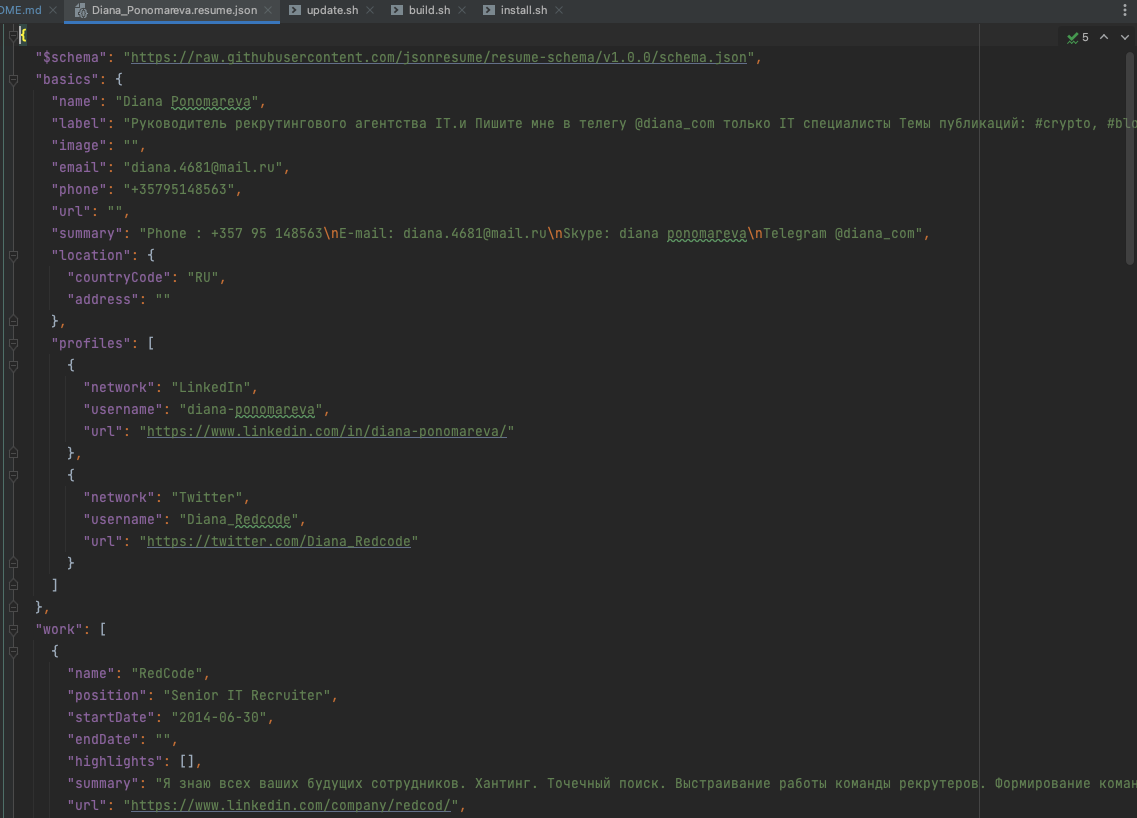 OME.md Diana_Ponomareva.resume.json update.sh build.sh install.sh
{ 5
"$schema": "https://raw.githubusercontent.com/jsonresume/resume-schema/v1.0.0/schema.json",
"basics": {
"name": "Diana Ponomareva",
"label": "Руководитель рекрутингового агентства IT.и Пишите мне в телегу @diana_com только IT специалисты Темы публикаций: #crypto, #blo
"image": "",
"email": "diana.4681@mail.ru",
"phone": "+35795148563",
"url": "",
"summary": "Phone : +357 95 148563\nE-mail: diana.4681@mail.ru\nSkype: diana ponomareva\nTelegram @diana_com",
"location": {
"countryCode": "RU",
"address": ""
},
"profiles": [
{
"network": "LinkedIn",
"username": "diana-ponomareva",
"url": "https://www.linkedin.com/in/diana-ponomareva/"
},
{
"network": "Twitter",
"username": "Diana_Redcode",
"url": "https://twitter.com/Diana_Redcode"
}
]
},
"work": [
{
"name": "RedCode",
"position": "Senior IT Recruiter",
"startDate": "2014-06-30",
"endDate": "",
"highlights": [],
"summary": "Я знаю всех ваших будущих сотрудников. Хантинг. Точечный поиск. Выстраивание работы команды рекрутеров. Формирование коман
"url": "https://www.linkedin.com/company/redcod/",